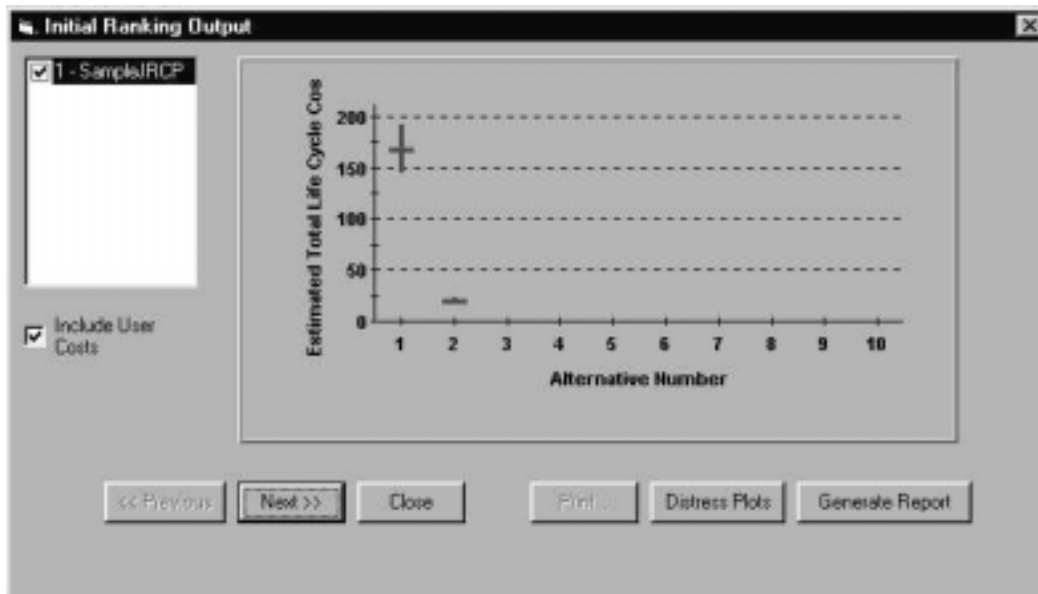 Initial Ranking Output
1 - SampleJRCP
Include User
Costs
Estimated Total Life Cycle Cos
200
150
100
50
0
1 2 3 4 5 6 7 8 9 10
Alternative Number
<< Previous
Next >>
Close
Print...
Distress Plots
Generate Report